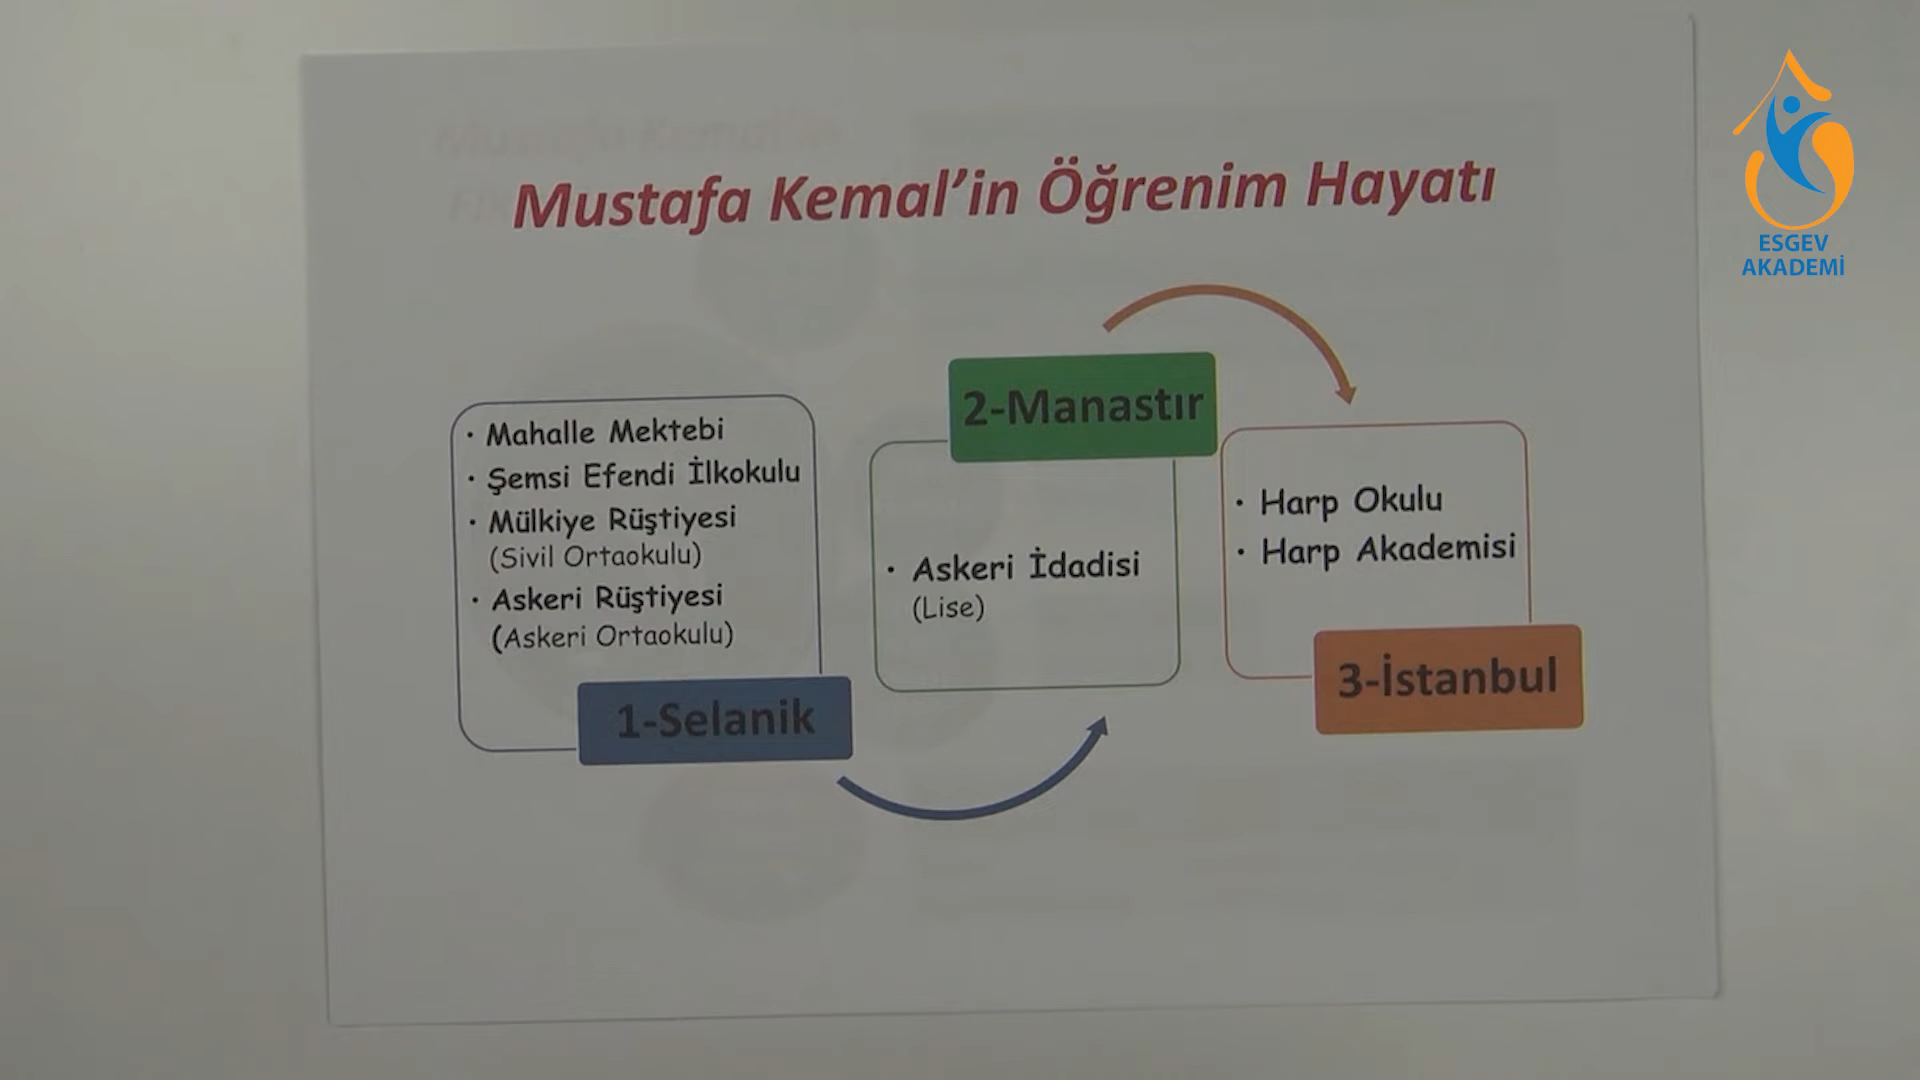 Mustafa Kemal'in Öğrenim Hayatı
• Mahalle Mektebi
• Şemsi Efendi İlkokulu
• Mülkiye Rüştiyesi
(Sivil Ortaokulu)
• Askeri Rüştiyesi
(Askeri Ortaokulu)
1-Selanik
2-Manastır
• Askeri İdadisi
(Lise)
• Harp Okulu
• Harp Akademisi
3-İstanbul
ESGEV
AKADEMİ